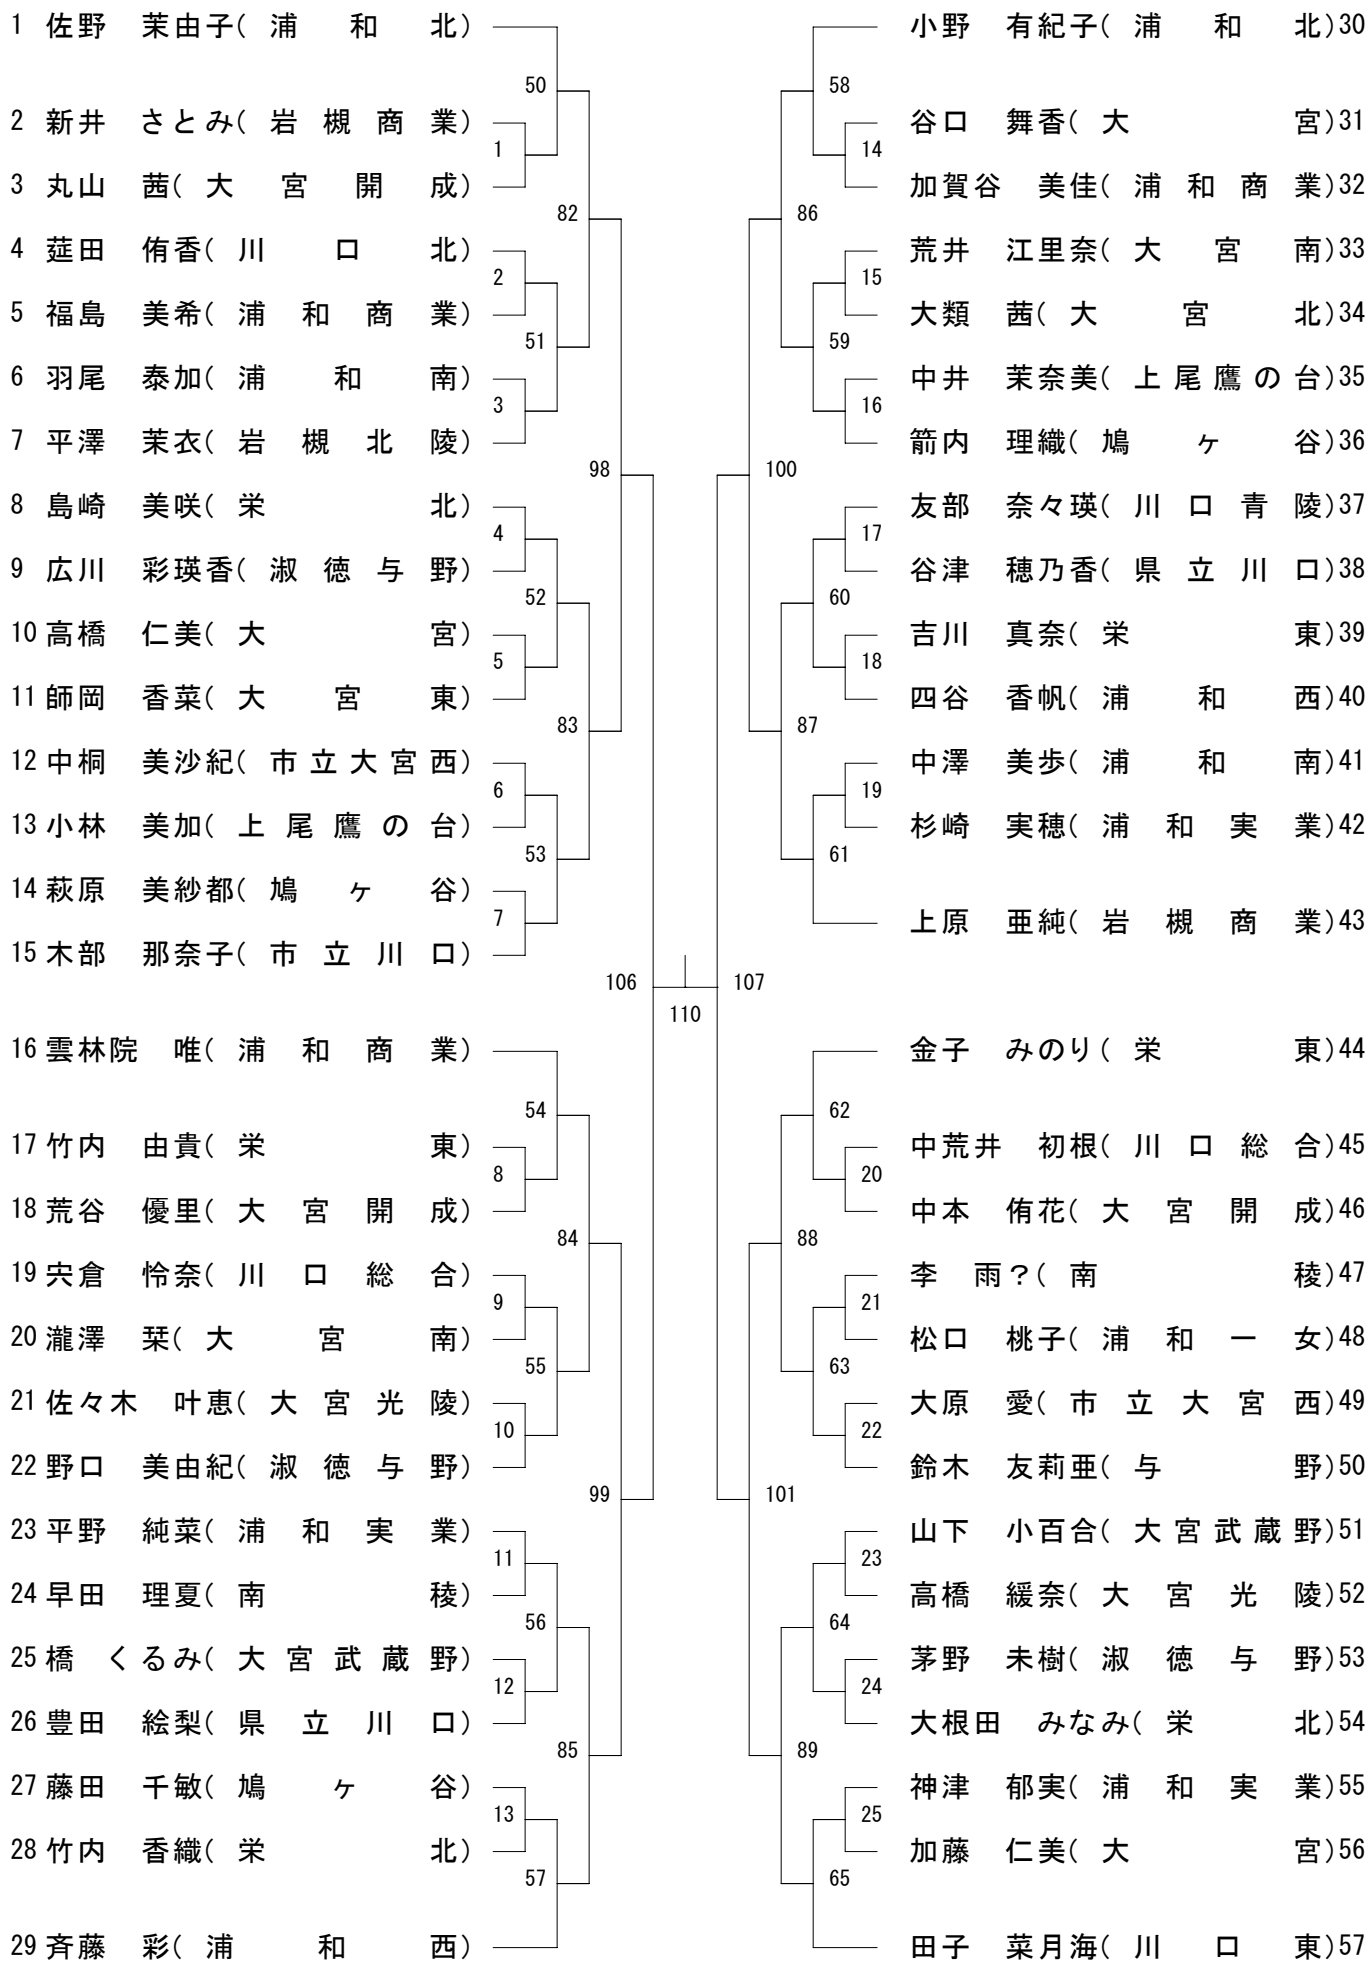 1 佐野 茉由子( 浦 和 北)
50
2 新井 さとみ( 岩 槻 商 業)
1
3 丸山 茜( 大 宮 開 成)
82
4 莚田 侑香( 川 口 北)
2
5 福島 美希( 浦 和 商 業)
51
6 羽尾 泰加( 浦 和 南)
3
7 平澤 茉衣( 岩 槻 北 陵)
98
8 島崎 美咲( 栄 北)
4
9 広川 彩瑛香( 淑 徳 与 野)
52
10 高橋 仁美( 大 宮)
5
11 師岡 香菜( 大 宮 東)
83
12 中桐 美沙紀( 市 立 大 宮 西)
6
13 小林 美加( 上 尾 鷹 の 台)
53
14 萩原 美紗都( 鳩 ヶ 谷)
7
15 木部 那奈子( 市 立 川 口)
106
110
16 雲林院 唯( 浦 和 商 業)
54
17 竹内 由貴( 栄 東)
8
18 荒谷 優里( 大 宮 開 成)
84
19 宍倉 怜奈( 川 口 総 合)
9
20 瀧澤 栞( 大 宮 南)
55
21 佐々木 叶恵( 大 宮 光 陵)
10
22 野口 美由紀( 淑 徳 与 野)
99
23 平野 純菜( 浦 和 実 業)
11
24 早田 理夏( 南 稜)
56
25 橋 くるみ( 大 宮 武 蔵 野)
12
26 豊田 絵梨( 県 立 川 口)
85
27 藤田 千敏( 鳩 ヶ 谷)
13
28 竹内 香織( 栄 北)
57
29 斉藤 彩( 浦 和 西)
小野 有紀子( 浦 和 北)30
58
谷口 舞香( 大 宮)31
14
加賀谷 美佳( 浦 和 商 業)32
86
荒井 江里奈( 大 宮 南)33
15
大類 茜( 大 宮 北)34
59
中井 茉奈美( 上 尾 鷹 の 台)35
16
箭内 理織( 鳩 ヶ 谷)36
100
友部 奈々瑛( 川 口 青 陵)37
17
谷津 穂乃香( 県 立 川 口)38
60
吉川 真奈( 栄 東)39
18
四谷 香帆( 浦 和 西)40
87
中澤 美歩( 浦 和 南)41
19
杉崎 実穂( 浦 和 実 業)42
61
上原 亜純( 岩 槻 商 業)43
107
金子 みのり( 栄 東)44
62
中荒井 初根( 川 口 総 合)45
20
中本 侑花( 大 宮 開 成)46
88
李 雨?( 南 稜)47
21
松口 桃子( 浦 和 一 女)48
63
大原 愛( 市 立 大 宮 西)49
22
鈴木 友莉亜( 与 野)50
101
山下 小百合( 大 宮 武 蔵 野)51
23
高橋 緩奈( 大 宮 光 陵)52
64
茅野 未樹( 淑 徳 与 野)53
24
大根田 みなみ( 栄 北)54
89
神津 郁実( 浦 和 実 業)55
25
加藤 仁美( 大 宮)56
65
田子 菜月海( 川 口 東)57